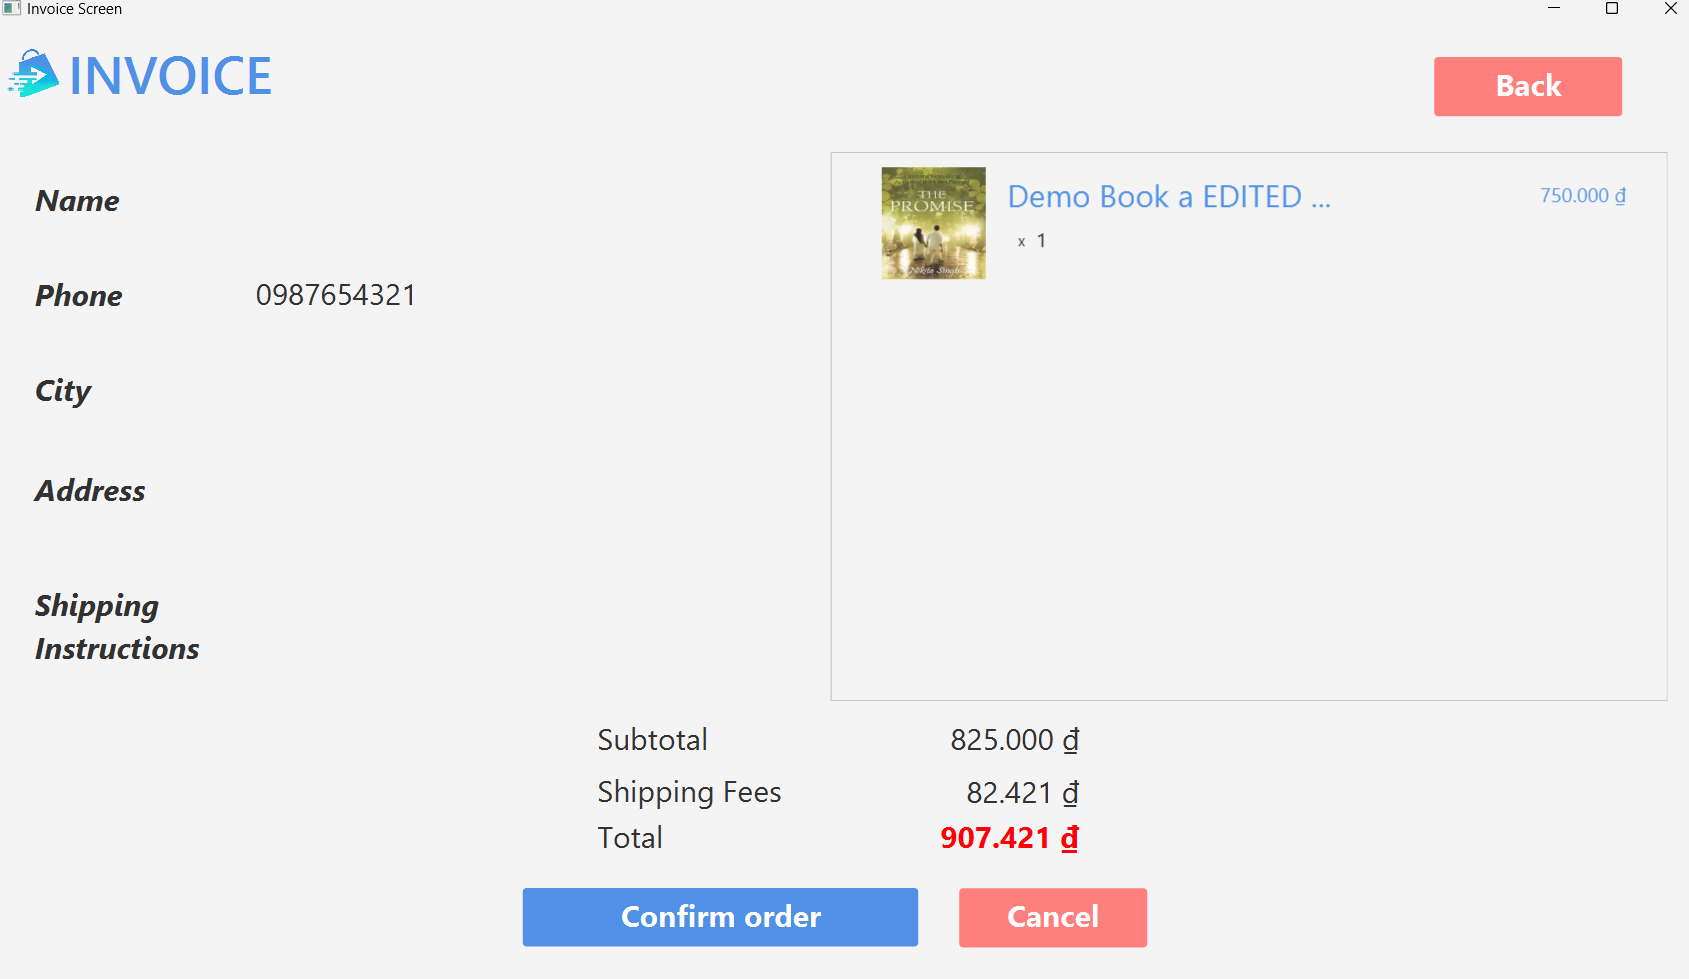 Invoice Screen
INVOICE
Back
Name
Phone 0987654321
City
Address
Shipping
Instructions
THE
PROMISE
Nikita Singh
Demo Book a EDITED ... 750.000 ₫
x 1
Subtotal 825.000 ₫
Shipping Fees 82.421 ₫
Total 907.421 ₫
Confirm order Cancel